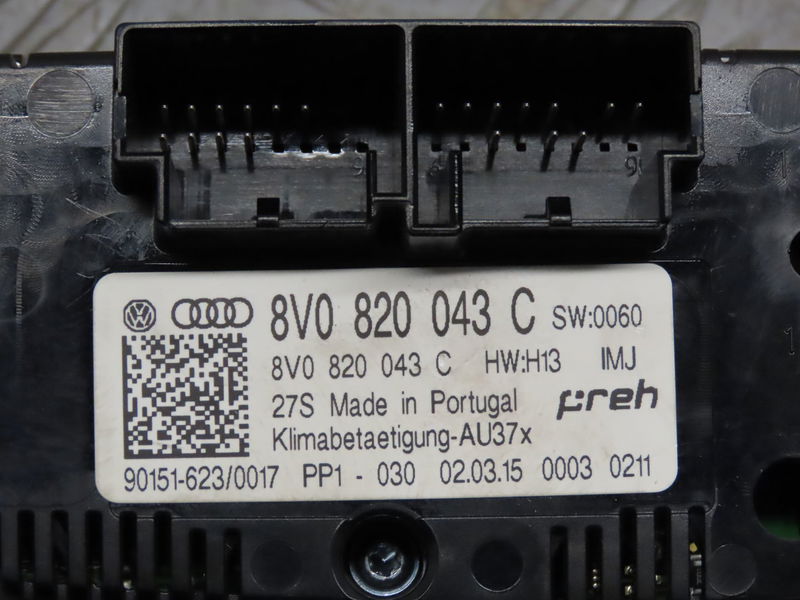 8V0 820 043 C SW:0060
8V0 820 043 C HW:H13 IMJ
27S Made in Portugal preh
Klimabetaetigung-AU37x
90151-623/0017 PP1 - 030 02.03.15 0003 0211